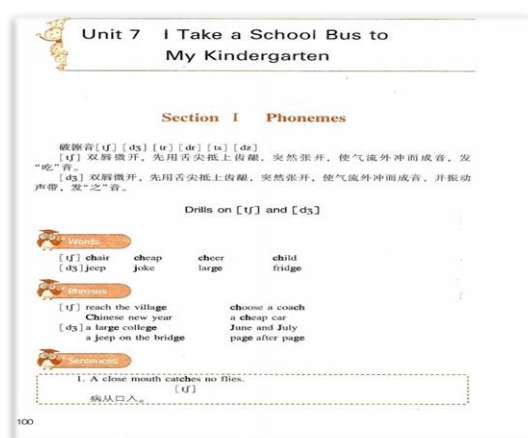 Unit 7 I Take a School Bus to
My Kindergarten
Section I Phonemes
破擦音[tʃ] [dʒ] [tr] [dr] [ts] [dz]
[tʃ] 双唇微开，先用舌尖抵上齿龈，突然张开，使气流外冲而成音，发
“吃”音。
[dʒ] 双唇微开，先用舌尖抵上齿龈，突然张开，使气流外冲而成音，并振动
声带，发“之”音。
Drills on [tʃ] and [dʒ]
Words
[tʃ] chair cheap cheer child
[dʒ] jeep joke large fridge
Phrases
[tʃ] reach the village choose a coach
Chinese new year a cheap car
[dʒ] a large college June and July
a jeep on the bridge page after page
Sentences
1. A close mouth catches no flies.
[tʃ]
病从口入。
100